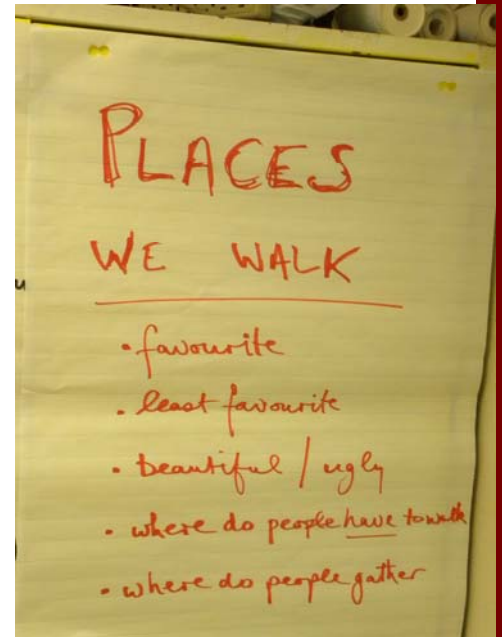 PLACES
WE WALK
• favourite
• least favourite
• beautiful / ugly
• where do people have to walk
• where do people gather
u